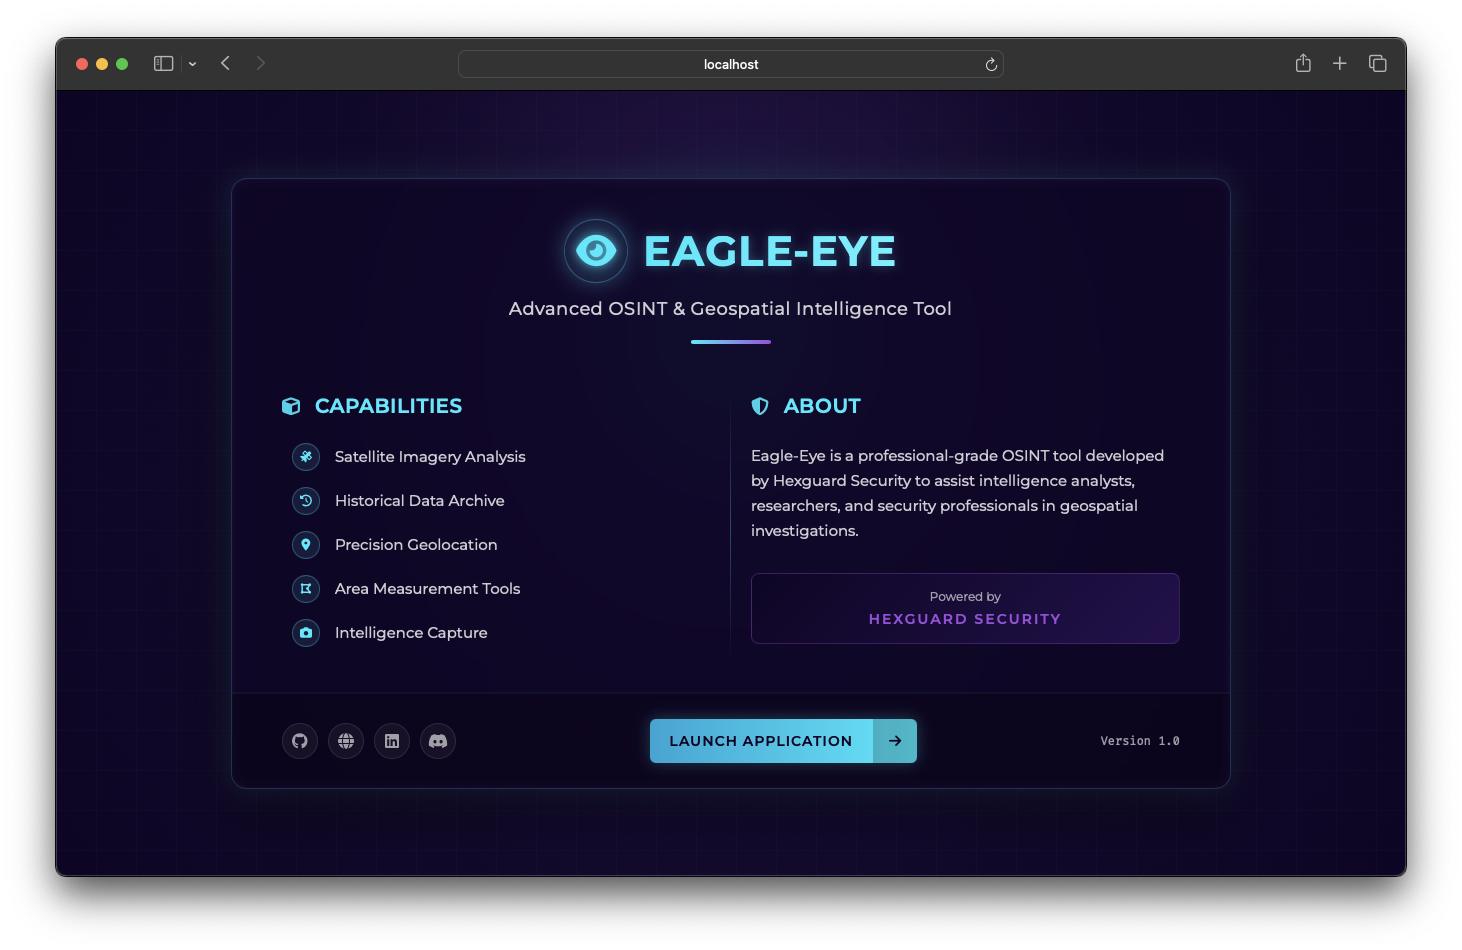 localhost
EAGLE-EYE
Advanced OSINT & Geospatial Intelligence Tool
CAPABILITIES
Satellite Imagery Analysis
Historical Data Archive
Precision Geolocation
Area Measurement Tools
Intelligence Capture
ABOUT
Eagle-Eye is a professional-grade OSINT tool developed
by Hexguard Security to assist intelligence analysts,
researchers, and security professionals in geospatial
investigations.
Powered by
HEXGUARD SECURITY
LAUNCH APPLICATION
Version 1.0